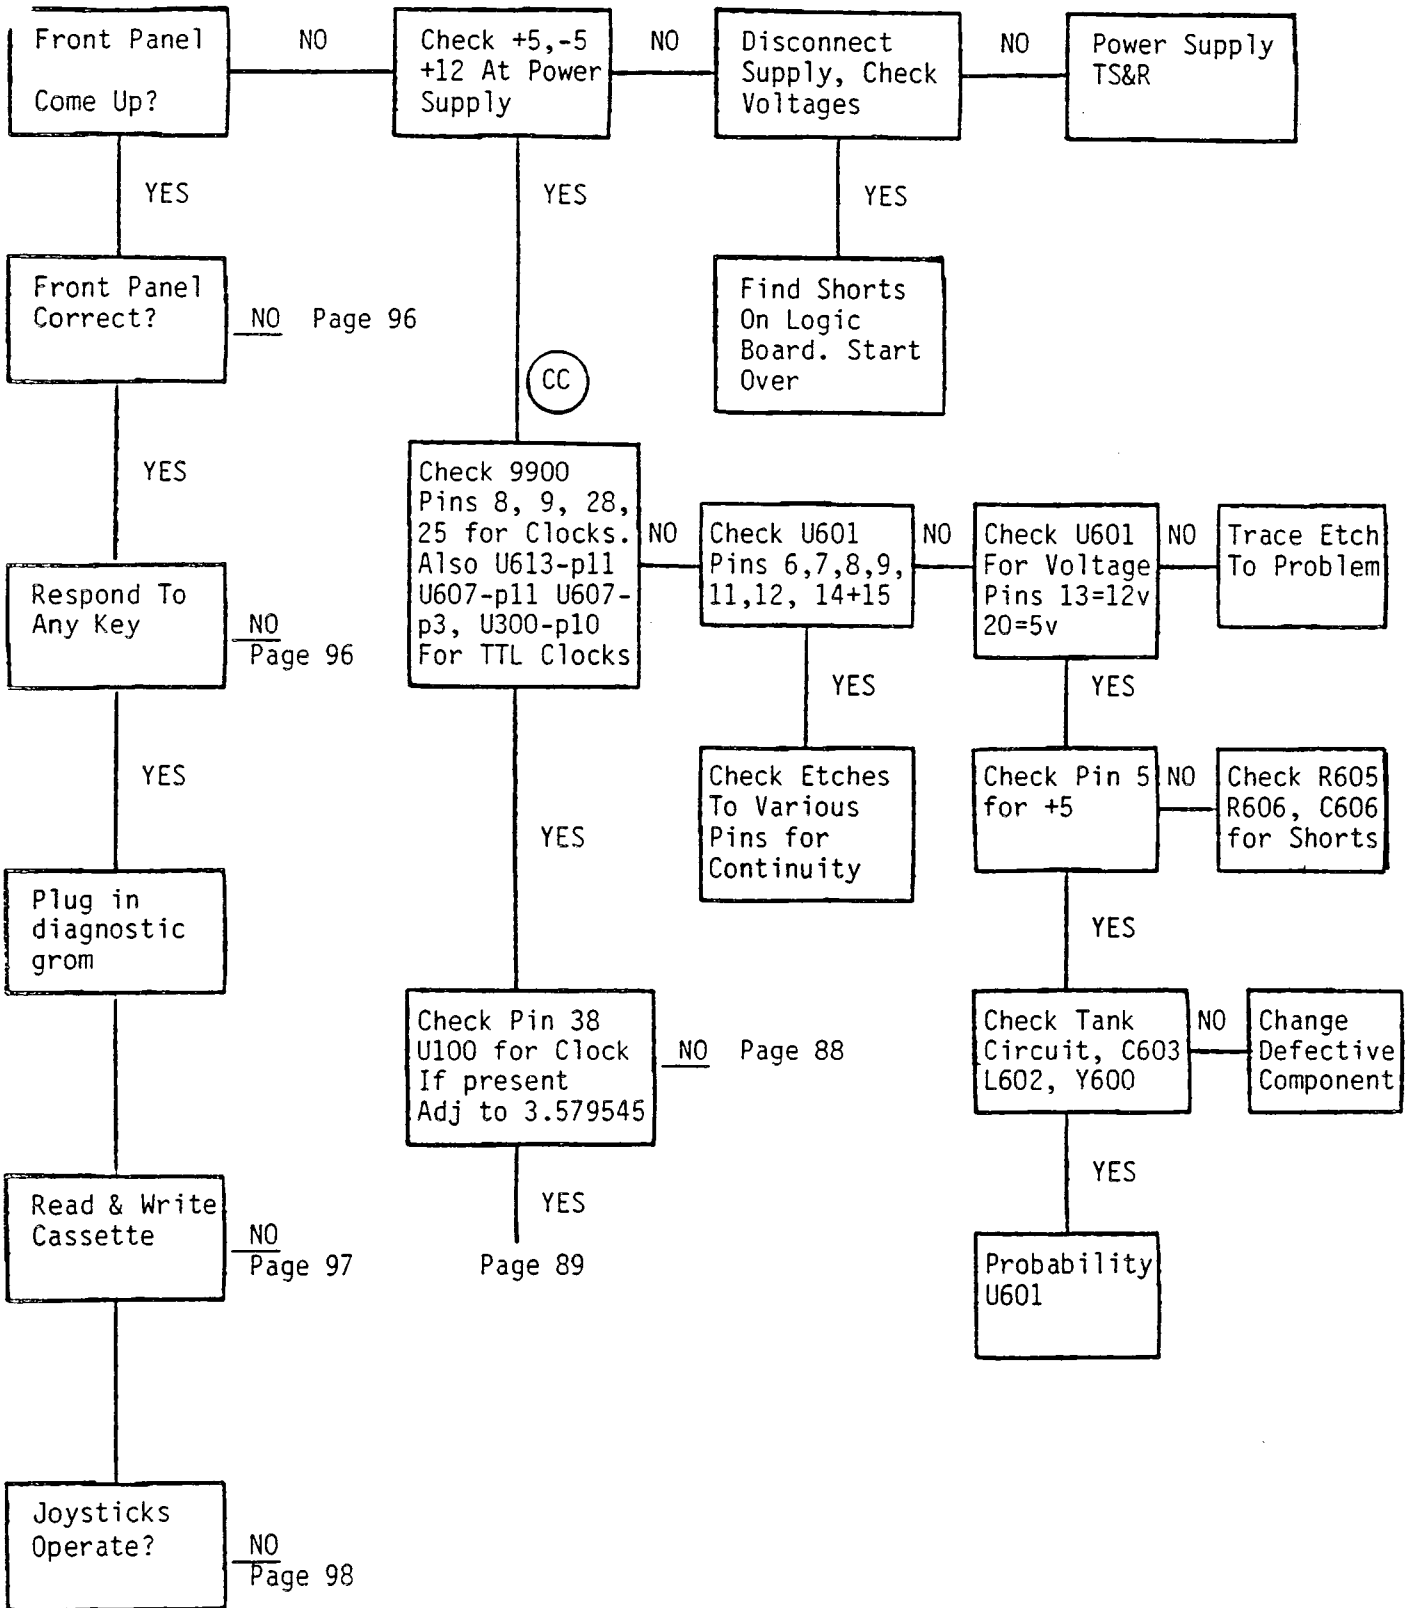 Front Panel
Come Up?
NO
Check +5,-5
+12 At Power
Supply
NO
Disconnect
Supply, Check
Voltages
NO
Power Supply
TS&R
YES
YES
YES
Front Panel
Correct?
NO Page 96
Find Shorts
On Logic
Board. Start
Over
CC
YES
Check 9900
Pins 8, 9, 28,
25 for Clocks.
Also U613-p11
U607-p11 U607-
p3, U300-p10
For TTL Clocks
NO
Check U601
Pins 6,7,8,9,
11,12, 14+15
NO
Check U601
For Voltage
Pins 13=12v
20=5v
NO
Trace Etch
To Problem
Respond To
Any Key
NO
Page 96
YES
YES
YES
Check Etches
To Various
Pins for
Continuity
Check Pin 5
for +5
NO
Check R605
R606, C606
for Shorts
YES
YES
Plug in
diagnostic
grom
YES
Check Pin 38
U100 for Clock
If present
Adj to 3.579545
NO Page 88
Check Tank
Circuit, C603
L602, Y600
NO
Change
Defective
Component
YES
YES
Read & Write
Cassette
NO
Page 97
Page 89
Probability
U601
Joysticks
Operate?
NO
Page 98